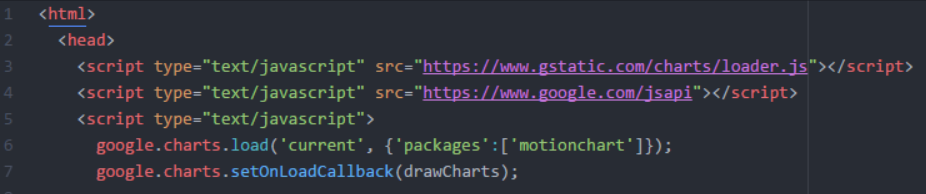 1 <html>
2 <head>
3 <script type="text/javascript" src="https://www.gstatic.com/charts/loader.js"></script>
4 <script type="text/javascript" src="https://www.google.com/jsapi"></script>
5 <script type="text/javascript">
6 google.charts.load('current', {'packages':['motionchart']});
7 google.charts.setOnLoadCallback(drawCharts);